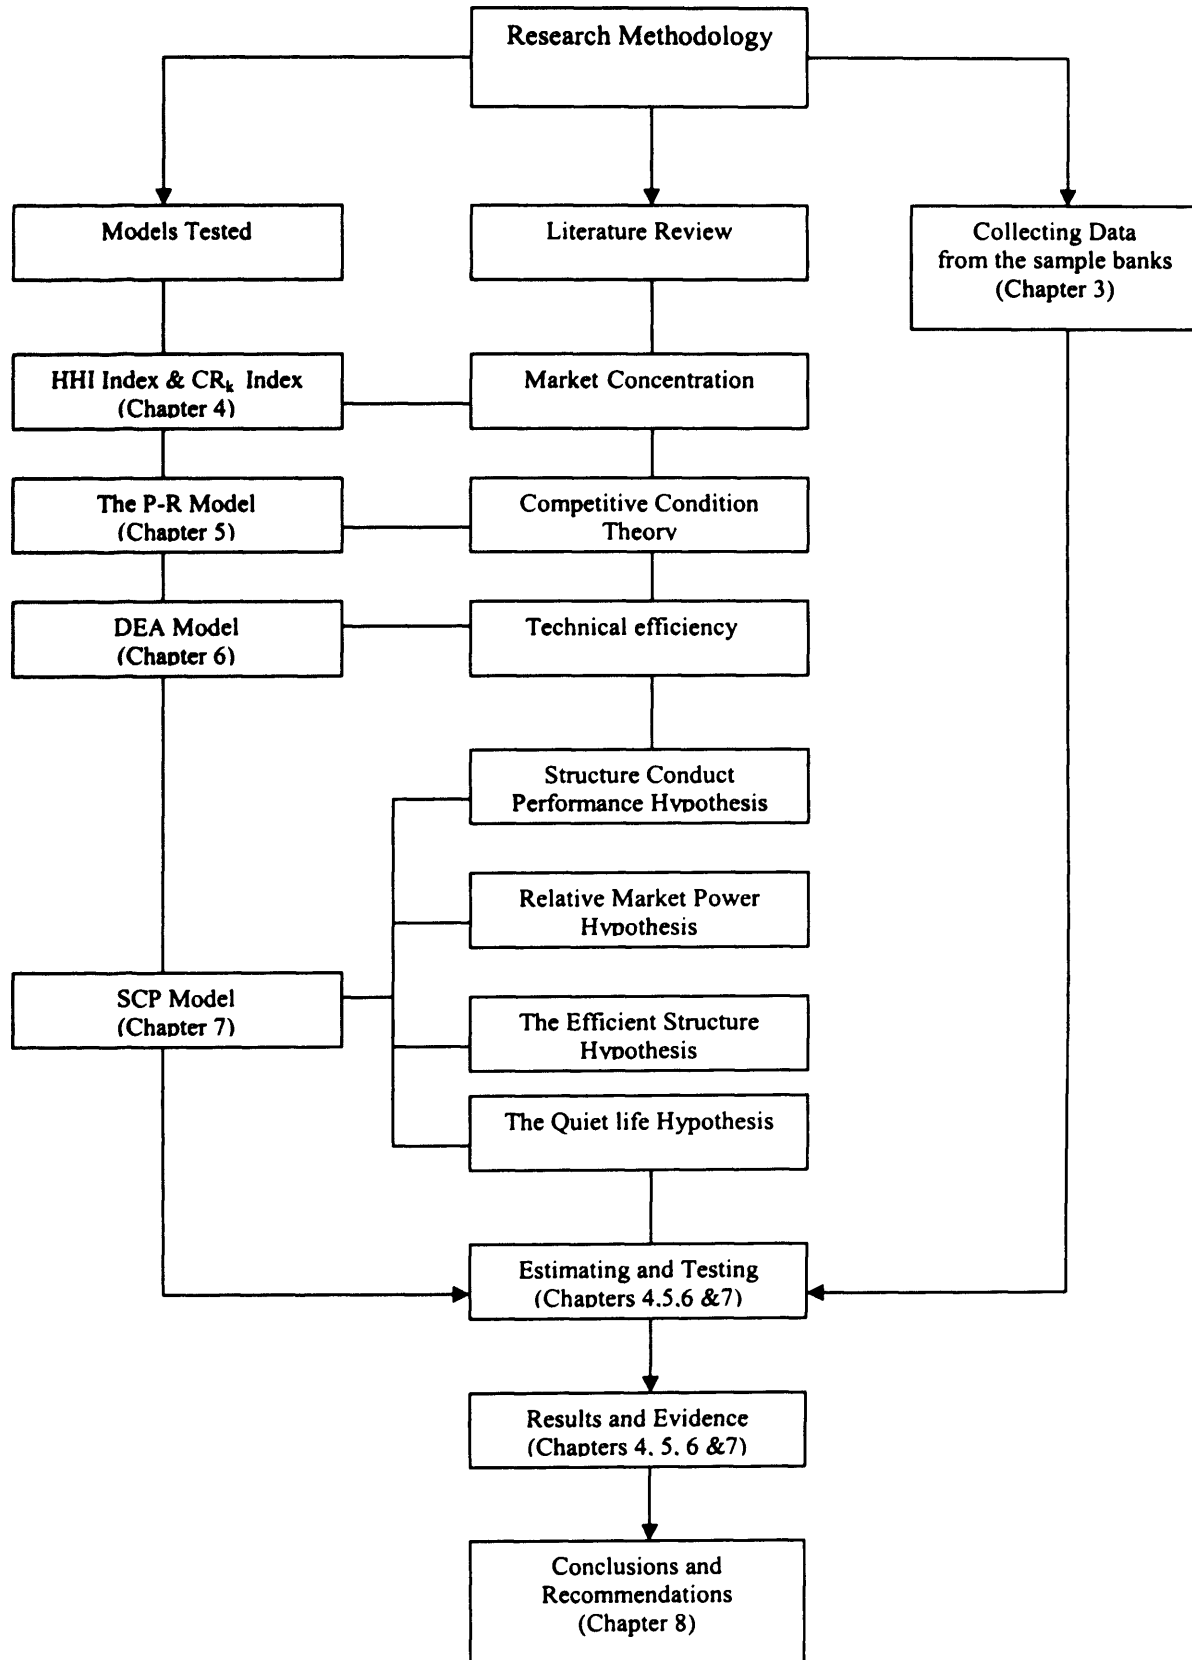 Research Methodology
Models Tested
Literature Review
Collecting Data
from the sample banks
(Chapter 3)
HHI Index & CRk Index
(Chapter 4)
Market Concentration
The P-R Model
(Chapter 5)
Competitive Condition
Theory
DEA Model
(Chapter 6)
Technical efficiency
Structure Conduct
Performance Hypothesis
Relative Market Power
Hypothesis
SCP Model
(Chapter 7)
The Efficient Structure
Hypothesis
The Quiet life Hypothesis
Estimating and Testing
(Chapters 4,5,6 &7)
Results and Evidence
(Chapters 4, 5, 6 &7)
Conclusions and
Recommendations
(Chapter 8)